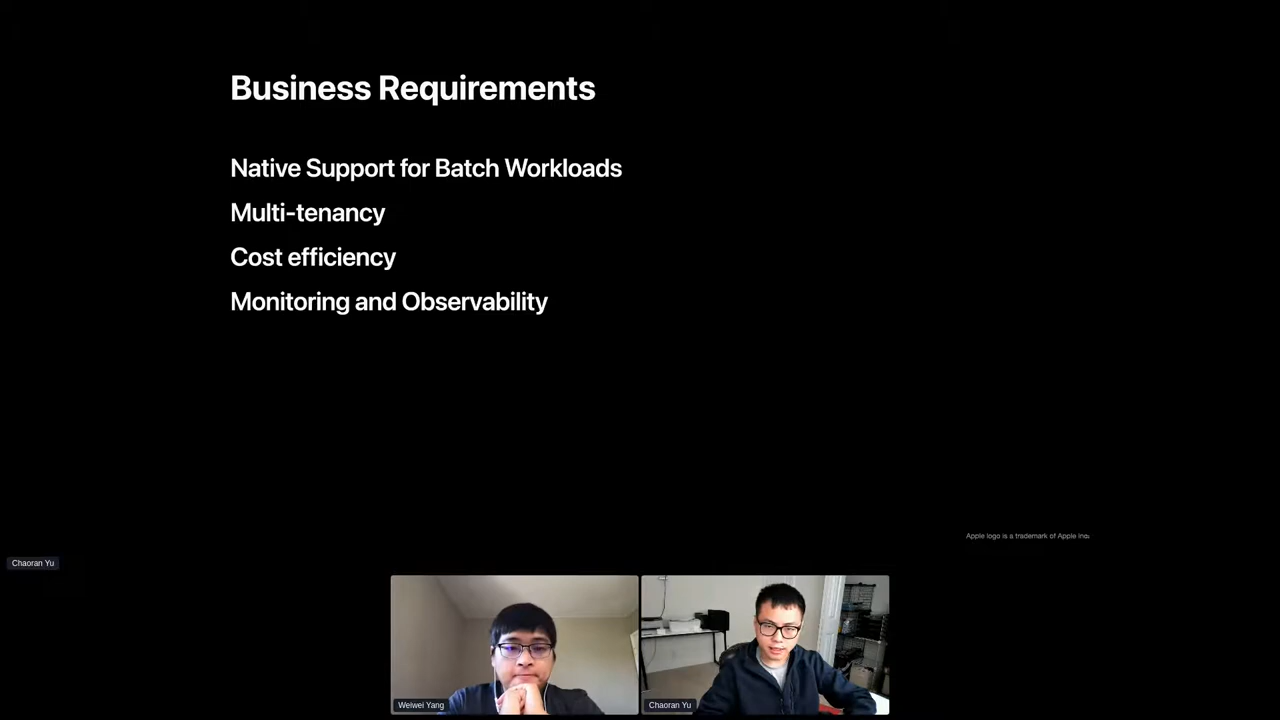 Business Requirements
Native Support for Batch Workloads
Multi-tenancy
Cost efficiency
Monitoring and Observability
Apple logo is a trademark of Apple Inc.
Chaoran Yu
Weiwei Yang
Chaoran Yu